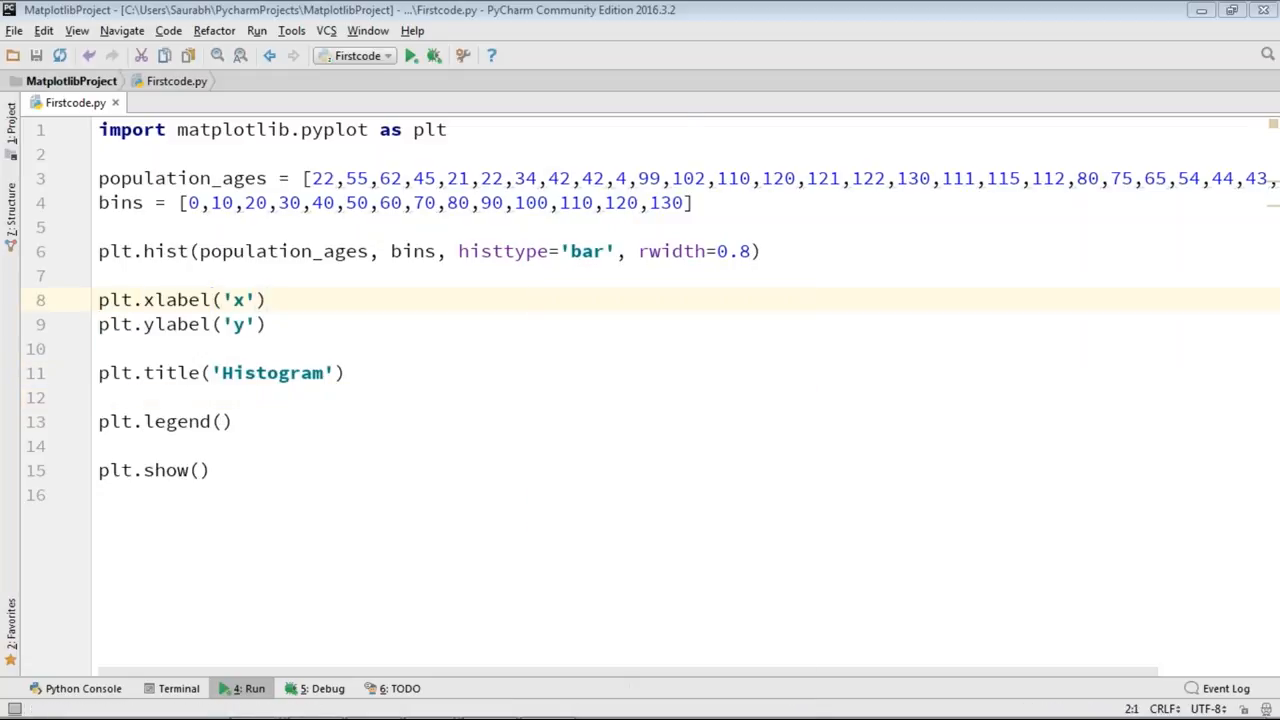 MatplotlibProject - [C:\Users\Saurabh\PycharmProjects\MatplotlibProject] - ...\Firstcode.py - PyCharm Community Edition 2016.3.2
File Edit View Navigate Code Refactor Run Tools VCS Window Help
Firstcode
MatplotlibProject Firstcode.py
Firstcode.py
1: Project
Z: Structure
2: Favorites
1 import matplotlib.pyplot as plt
2
3 population_ages = [22,55,62,45,21,22,34,42,42,4,99,102,110,120,121,122,130,111,115,112,80,75,65,54,44,43,
4 bins = [0,10,20,30,40,50,60,70,80,90,100,110,120,130]
5
6 plt.hist(population_ages, bins, histtype='bar', rwidth=0.8)
7
8 plt.xlabel('x')
9 plt.ylabel('y')
10
11 plt.title('Histogram')
12
13 plt.legend()
14
15 plt.show()
16
Python Console Terminal 4: Run 5: Debug 6: TODO Event Log
2:1 CRLF UTF-8